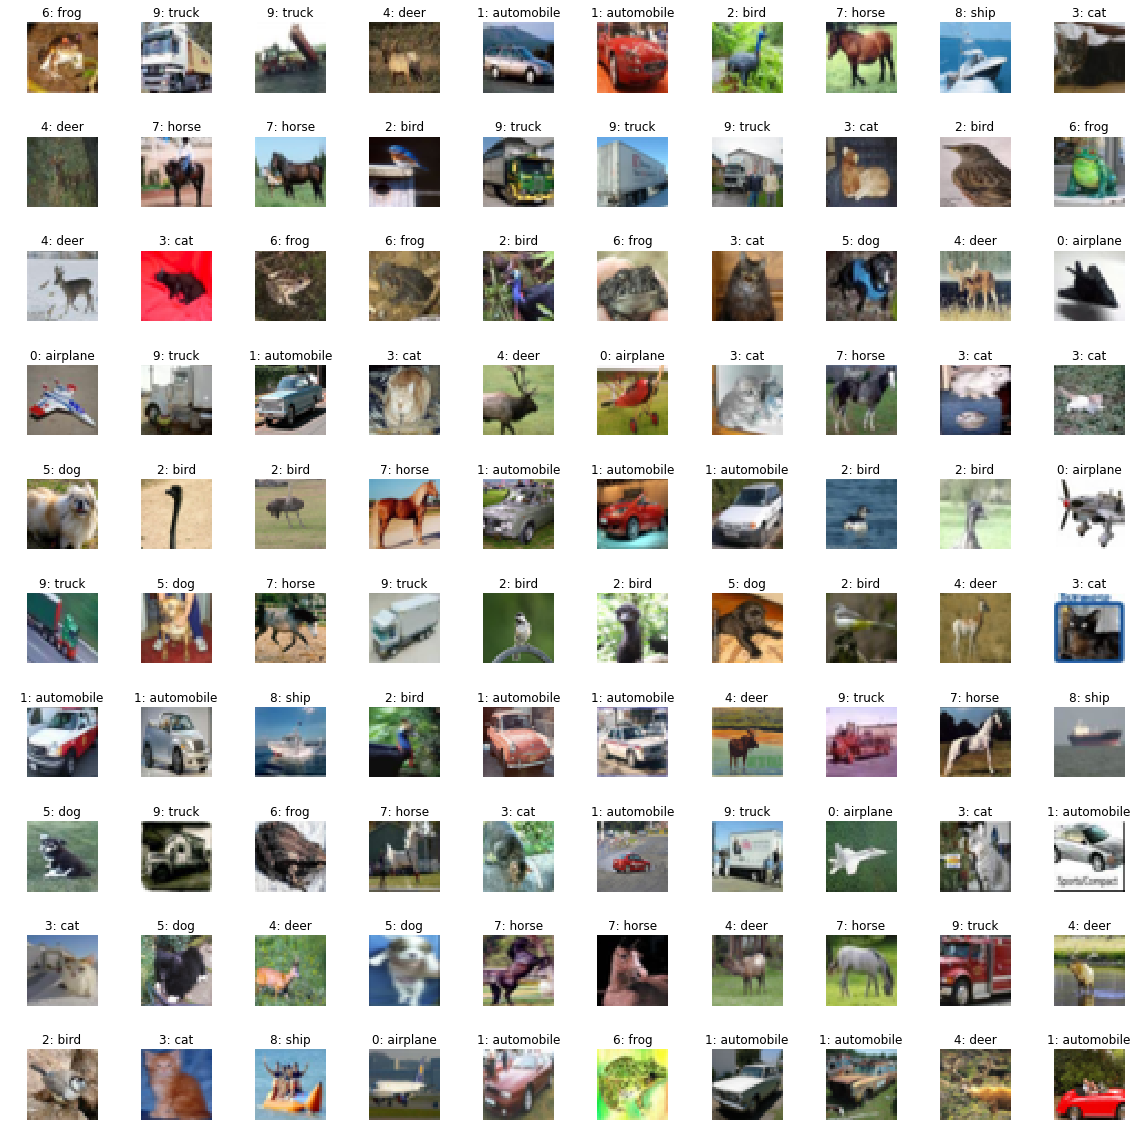 6: frog 9: truck 9: truck 4: deer 1: automobile 1: automobile 2: bird 7: horse 8: ship 3: cat
4: deer 7: horse 7: horse 2: bird 9: truck 9: truck 9: truck 3: cat 2: bird 6: frog
4: deer 3: cat 6: frog 6: frog 2: bird 6: frog 3: cat 5: dog 4: deer 0: airplane
0: airplane 9: truck 1: automobile 3: cat 4: deer 0: airplane 3: cat 7: horse 3: cat 3: cat
5: dog 2: bird 2: bird 7: horse 1: automobile 1: automobile 1: automobile 2: bird 2: bird 0: airplane
9: truck 5: dog 7: horse 9: truck 2: bird 2: bird 5: dog 2: bird 4: deer 3: cat
1: automobile 1: automobile 8: ship 2: bird 1: automobile 1: automobile 4: deer 9: truck 7: horse 8: ship
5: dog 9: truck 6: frog 7: horse 3: cat 1: automobile 9: truck 0: airplane 3: cat 1: automobile
Sports/Compact
3: cat 5: dog 4: deer 5: dog 7: horse 7: horse 4: deer 7: horse 9: truck 4: deer
2: bird 3: cat 8: ship 0: airplane 1: automobile 6: frog 1: automobile 1: automobile 4: deer 1: automobile